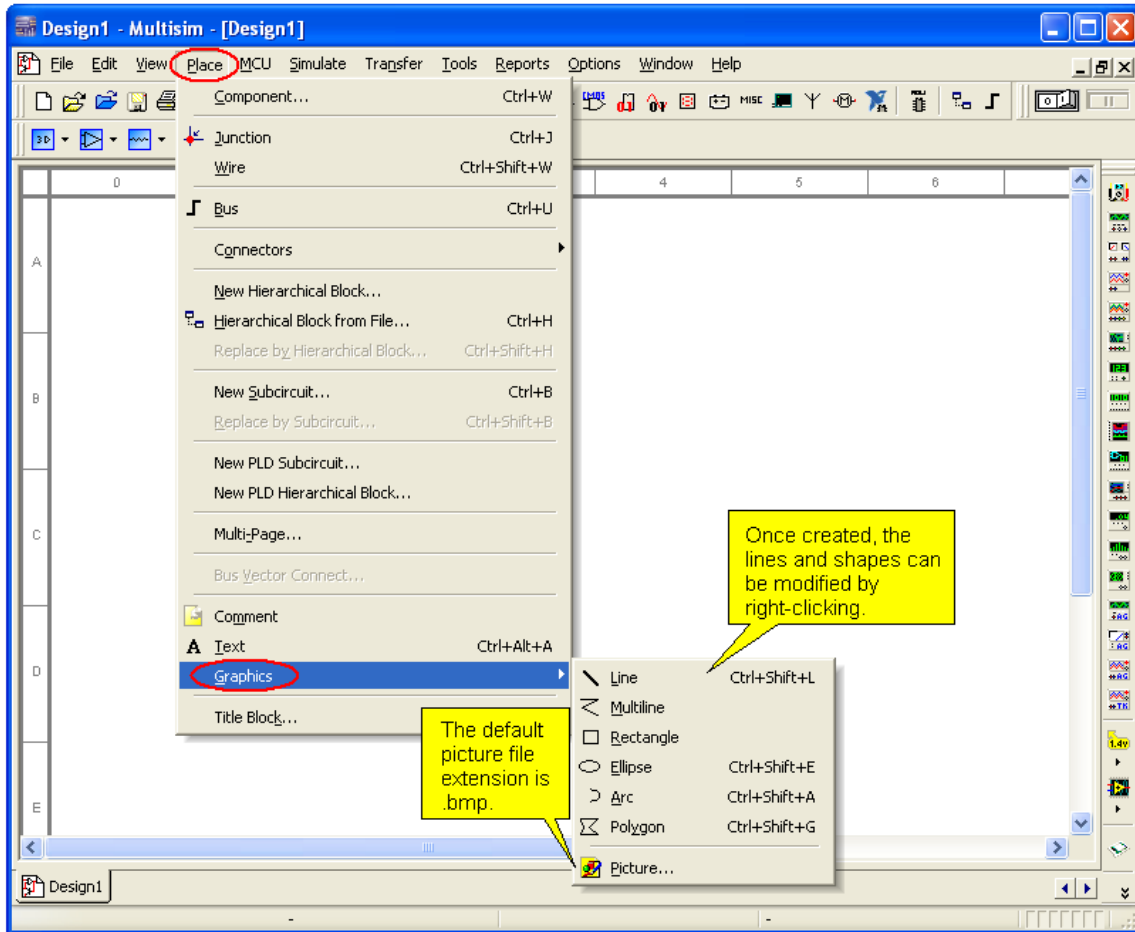 Design1 - Multisim - [Design1]
File Edit View Place MCU Simulate Transfer Tools Reports Options Window Help
MISC
3D
0 4 5 6
A
B
C
D
E
Component... Ctrl+W
Junction Ctrl+J
Wire Ctrl+Shift+W
Bus Ctrl+U
Connectors
New Hierarchical Block...
Hierarchical Block from File... Ctrl+H
Replace by Hierarchical Block... Ctrl+Shift+H
New Subcircuit... Ctrl+B
Replace by Subcircuit... Ctrl+Shift+B
New PLD Subcircuit...
New PLD Hierarchical Block...
Multi-Page...
Bus Vector Connect...
Comment
A Text Ctrl+Alt+A
Graphics
Title Block...
Once created, the
lines and shapes can
be modified by
right-clicking.
The default
picture file
extension is
.bmp.
Line Ctrl+Shift+L
Multiline
Rectangle
Ellipse Ctrl+Shift+E
Arc Ctrl+Shift+A
Polygon Ctrl+Shift+G
Picture...
1.4v
Design1